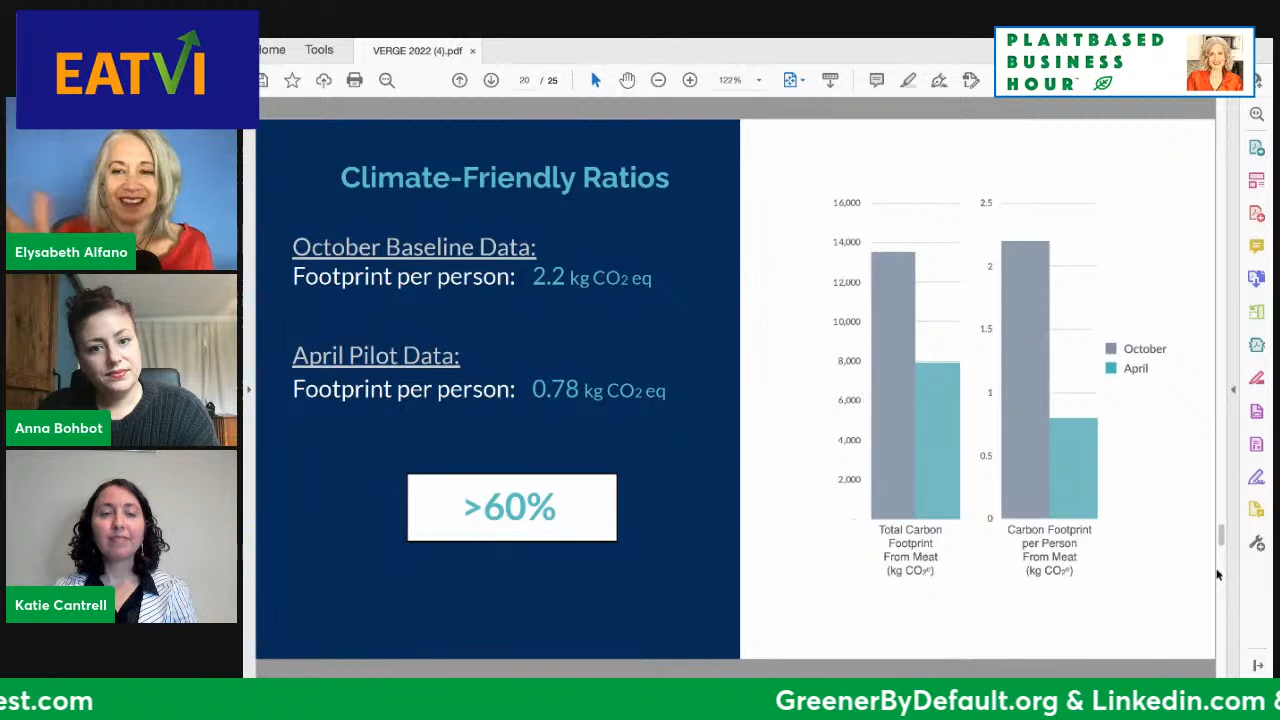 EATVI
Home
Tools
VERGE 2022 (4).pdf
×
20 / 25
122%
PLANTBASED
BUSINESS
HOUR™
Elysabeth Alfano
Anna Bohbot
Katie Cantrell
Climate-Friendly Ratios
October Baseline Data:
Footprint per person: 2.2 kg CO2 eq
April Pilot Data:
Footprint per person: 0.78 kg CO2 eq
>60%
16,000
14,000
12,000
10,000
8,000
6,000
4,000
2,000
-
Total Carbon
Footprint
From Meat
(kg CO₂ᵉ)
2.5
2
1.5
1
0.5
0
Carbon Footprint
per Person
From Meat
(kg CO₂ᵉ)
October
April
est.com
GreenerByDefault.org & Linkedin.com &